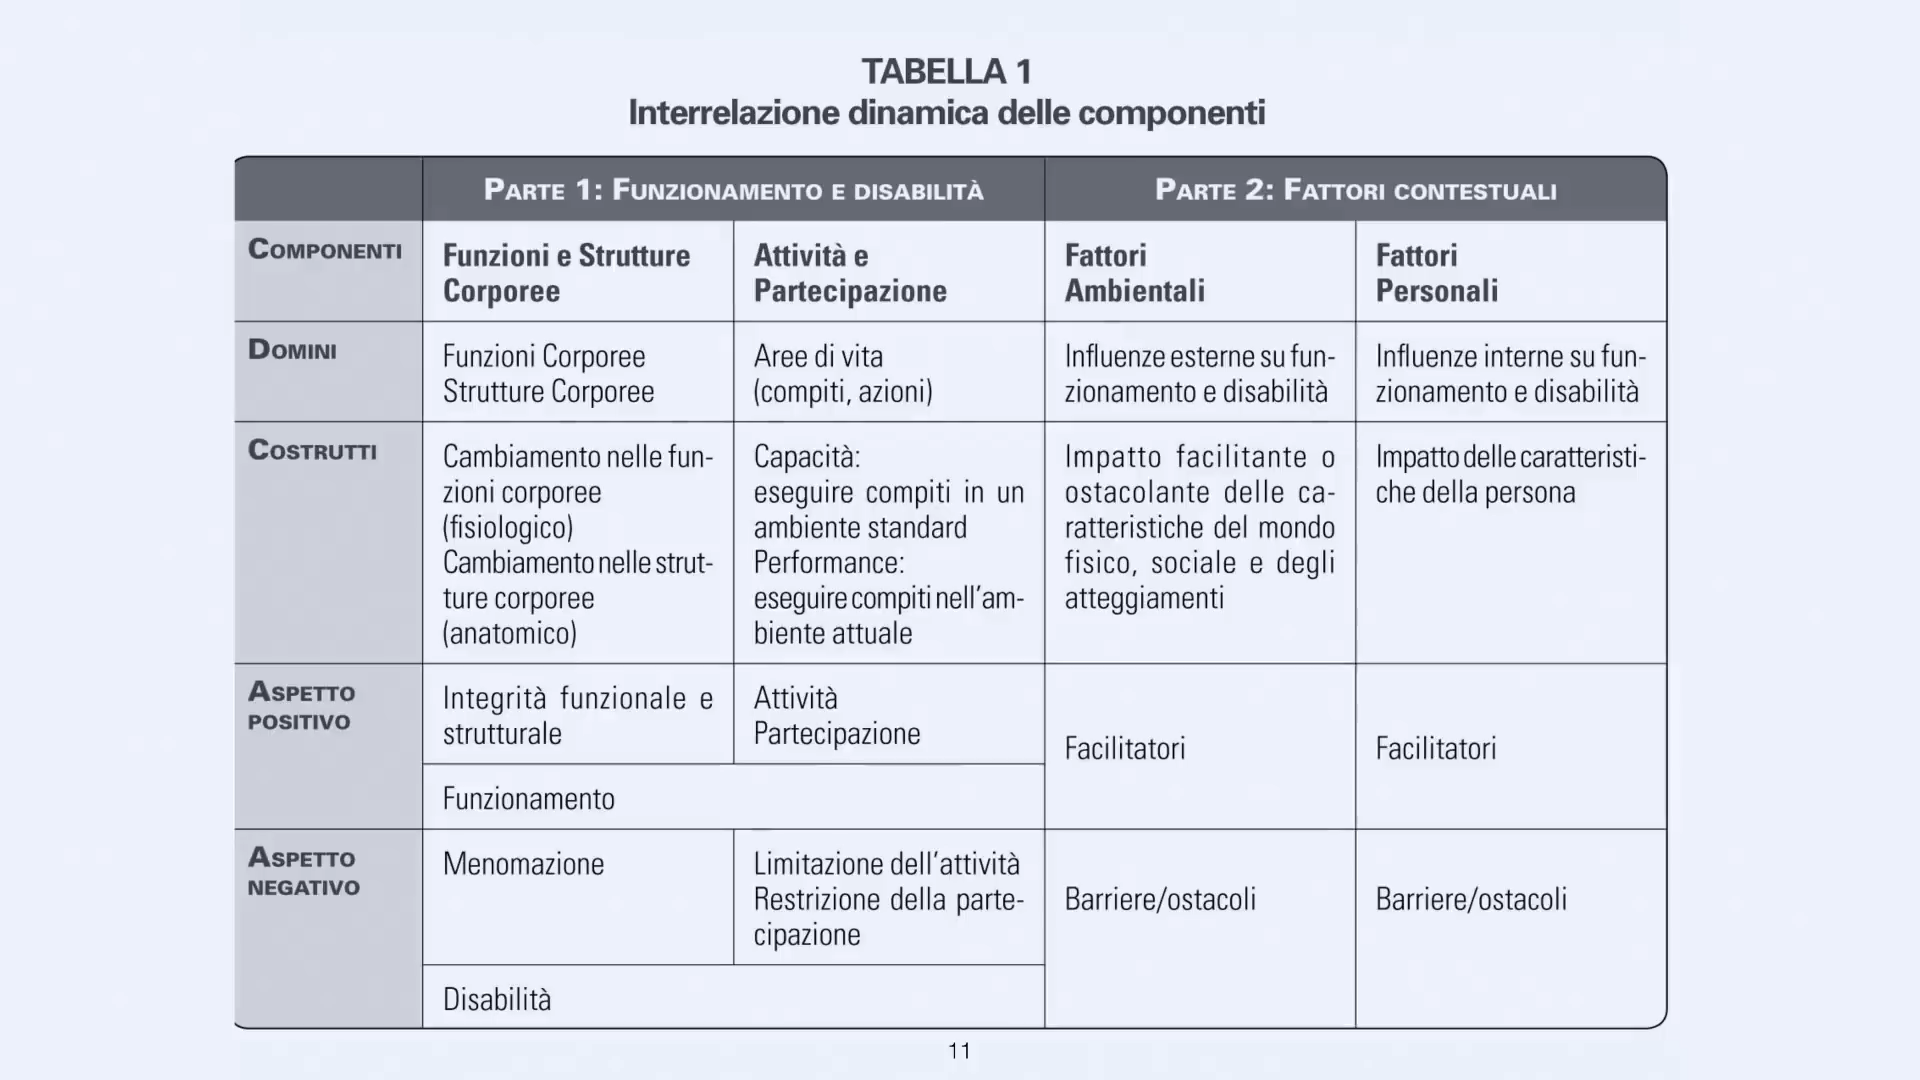 TABELLA 1
Interrelazione dinamica delle componenti
PARTE 1: FUNZIONAMENTO E DISABILITÀ
PARTE 2: FATTORI CONTESTUALI
COMPONENTI
Funzioni e Strutture
Corporee
Attività e
Partecipazione
Fattori
Ambientali
Fattori
Personali
DOMINI
Funzioni Corporee
Strutture Corporee
Aree di vita
(compiti, azioni)
Influenze esterne su fun-
zionamento e disabilità
Influenze interne su fun-
zionamento e disabilità
COSTRUTTI
Cambiamento nelle fun-
zioni corporee
(fisiologico)
Cambiamento nelle strut-
ture corporee
(anatomico)
Capacità:
eseguire compiti in un
ambiente standard
Performance:
eseguire compiti nell'am-
biente attuale
Impatto facilitante o
ostacolante delle ca-
ratteristiche del mondo
fisico, sociale e degli
atteggiamenti
Impatto delle caratteristi-
che della persona
ASPETTO
POSITIVO
Integrità funzionale e
strutturale
Attività
Partecipazione
Facilitatori
Facilitatori
Funzionamento
ASPETTO
NEGATIVO
Menomazione
Limitazione dell'attività
Restrizione della parte-
cipazione
Barriere/ostacoli
Barriere/ostacoli
Disabilità
11